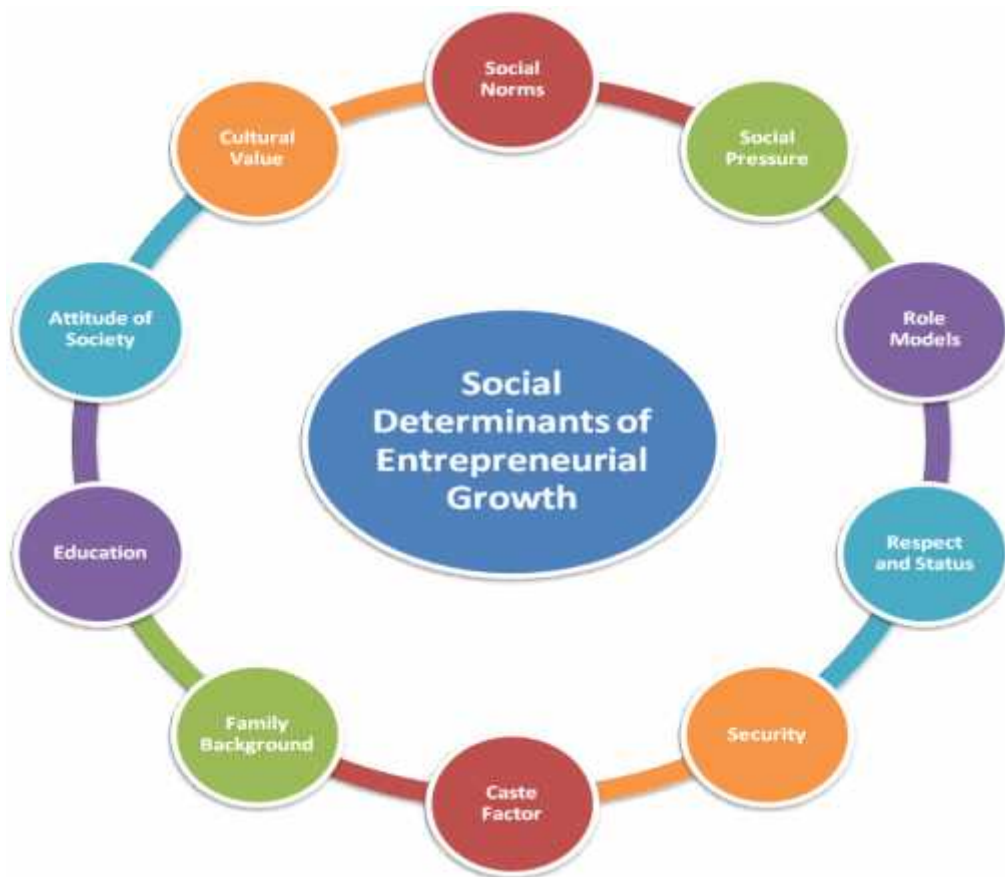 Social
Norms
Social
Pressure
Role
Models
Respect
and Status
Security
Caste
Factor
Family
Background
Education
Attitude of
Society
Cultural
Value
Social
Determinants of
Entrepreneurial
Growth